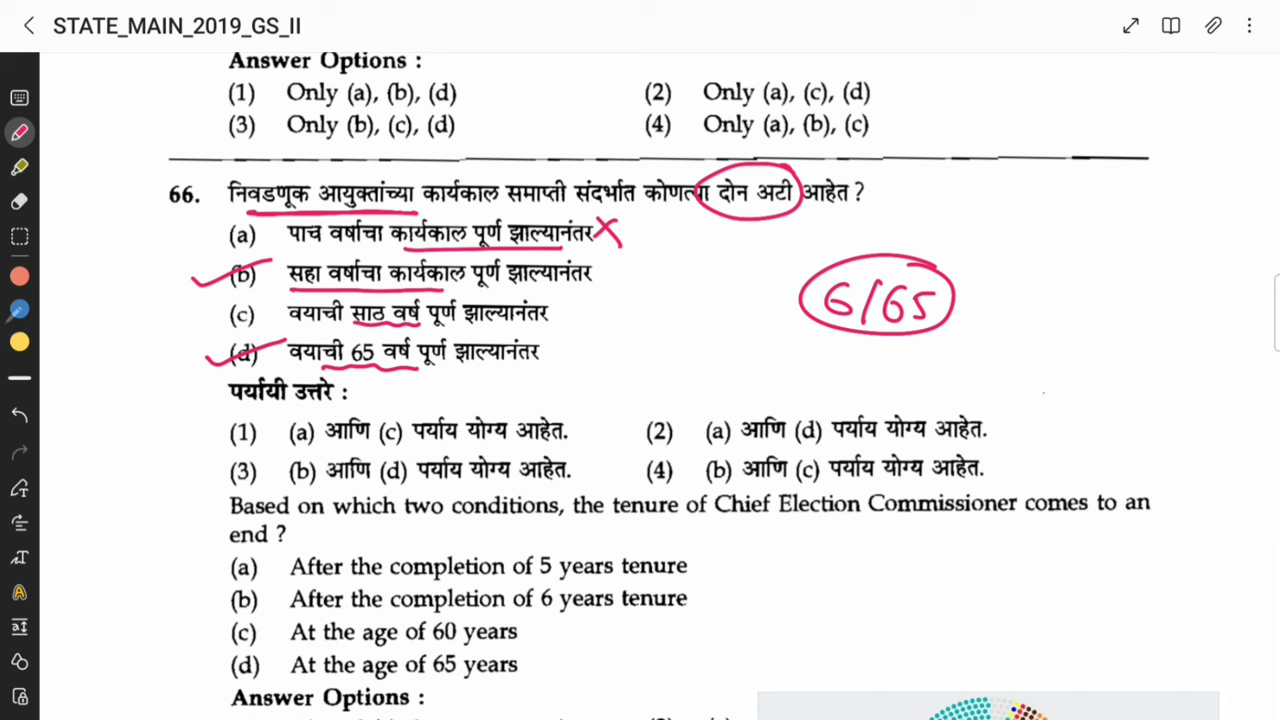 STATE_MAIN_2019_GS_II
Answer Options :
(1) Only (a), (b), (d) (2) Only (a), (c), (d)
(3) Only (b), (c), (d) (4) Only (a), (b), (c)
66. निवडणूक आयुक्तांच्या कार्यकाल समाप्ती संदर्भात कोणत्या दोन अटी आहेत ?
(a) पाच वर्षाचा कार्यकाल पूर्ण झाल्यानंतर
(b) सहा वर्षाचा कार्यकाल पूर्ण झाल्यानंतर
6/65
(c) वयाची साठ वर्ष पूर्ण झाल्यानंतर
(d) वयाची 65 वर्ष पूर्ण झाल्यानंतर
पर्यायी उत्तरे :
(1) (a) आणि (c) पर्याय योग्य आहेत. (2) (a) आणि (d) पर्याय योग्य आहेत.
(3) (b) आणि (d) पर्याय योग्य आहेत. (4) (b) आणि (c) पर्याय योग्य आहेत.
Based on which two conditions, the tenure of Chief Election Commissioner comes to an
end ?
(a) After the completion of 5 years tenure
(b) After the completion of 6 years tenure
(c) At the age of 60 years
(d) At the age of 65 years
Answer Options :